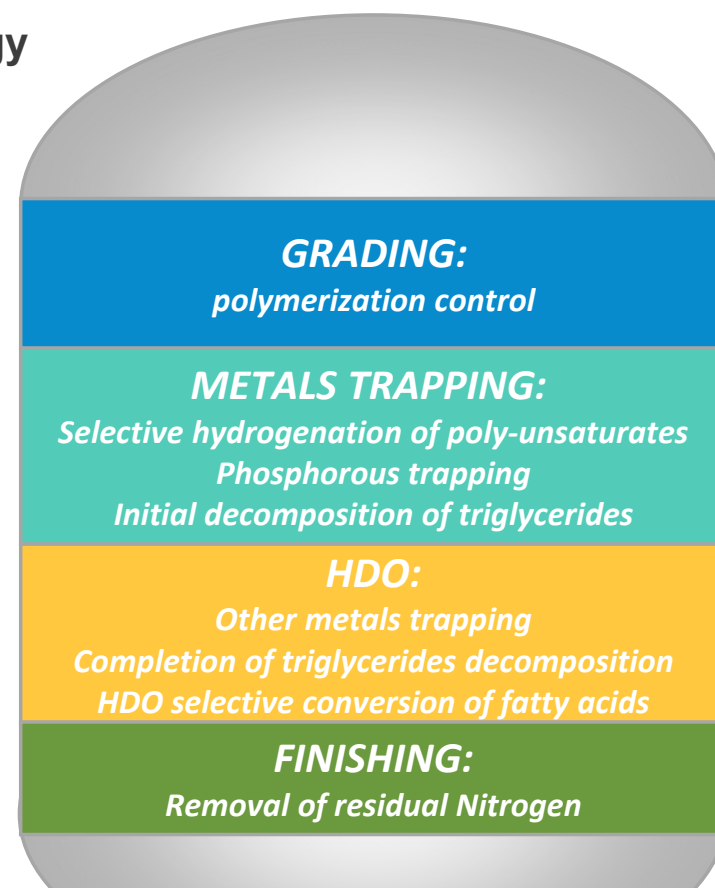 gy
GRADING:
polymerization control
METALS TRAPPING:
Selective hydrogenation of poly-unsaturates
Phosphorous trapping
Initial decomposition of triglycerides
HDO:
Other metals trapping
Completion of triglycerides decomposition
HDO selective conversion of fatty acids
FINISHING:
Removal of residual Nitrogen